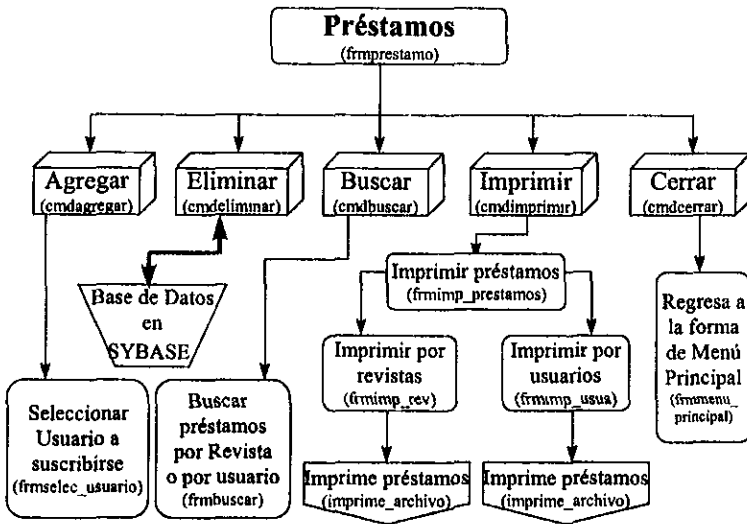 Préstamos
(frmprestamo)
Agregar
(cmdagregar)
Eliminar
(cmdeliminar)
Buscar
(cmdbuscar)
Imprimir
(cmdimprimir)
Cerrar
(cmdcerrar)
Base de Datos
en
SYBASE
Imprimir préstamos
(frmimp_prestamos)
Regresa a
la forma
de Menú
Principal
(frmmenu_
principal)
Imprimir por
revistas
(frmimp_rev)
Imprimir por
usuarios
(frmimp_usua)
Seleccionar
Usuario a
suscribirse
(frmselec_usuario)
Buscar
préstamos
por Revista
o por usuario
(frmbuscar)
Imprime préstamos
(imprime_archivo)
Imprime préstamos
(imprime_archivo)